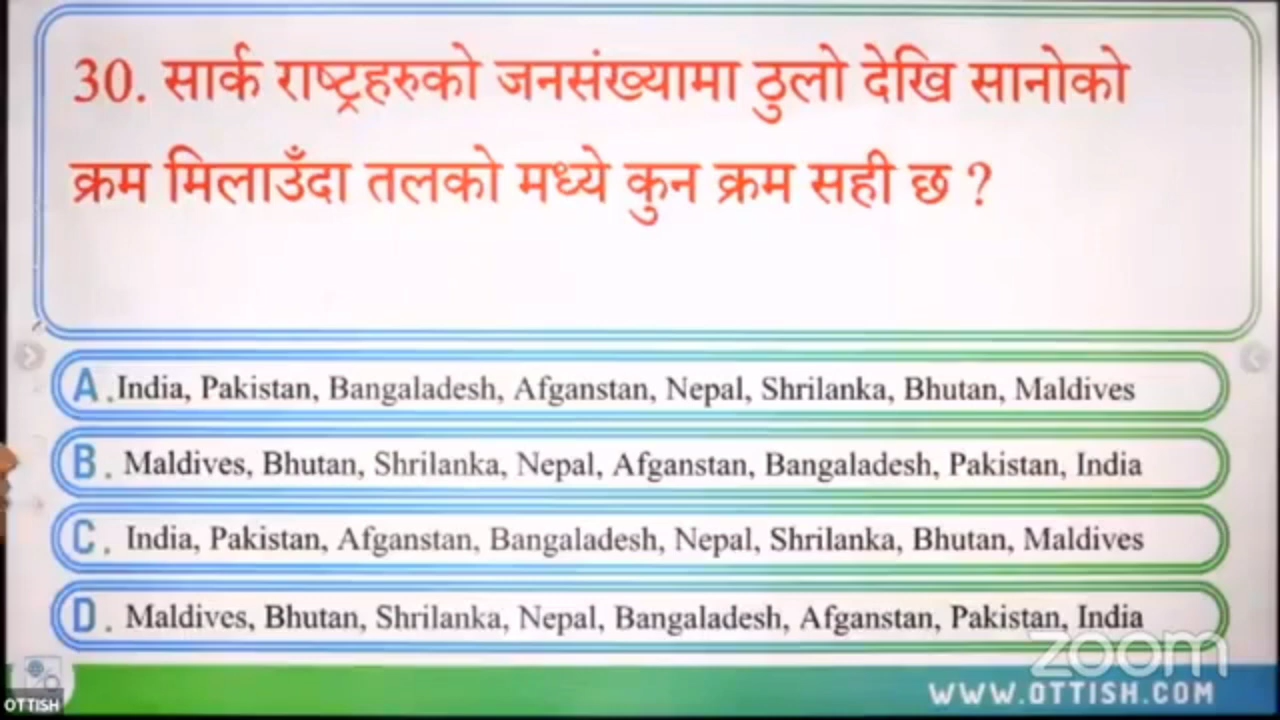 30. सार्क राष्ट्रहरुको जनसंख्यामा ठुलो देखि सानोको
क्रम मिलाउँदा तलको मध्ये कुन क्रम सही छ ?
A. India, Pakistan, Bangaladesh, Afganstan, Nepal, Shrilanka, Bhutan, Maldives
B. Maldives, Bhutan, Shrilanka, Nepal, Afganstan, Bangaladesh, Pakistan, India
C. India, Pakistan, Afganstan, Bangaladesh, Nepal, Shrilanka, Bhutan, Maldives
D. Maldives, Bhutan, Shrilanka, Nepal, Bangaladesh, Afganstan, Pakistan, India
zoom
WWW.OTTISH.COM
OTTISH